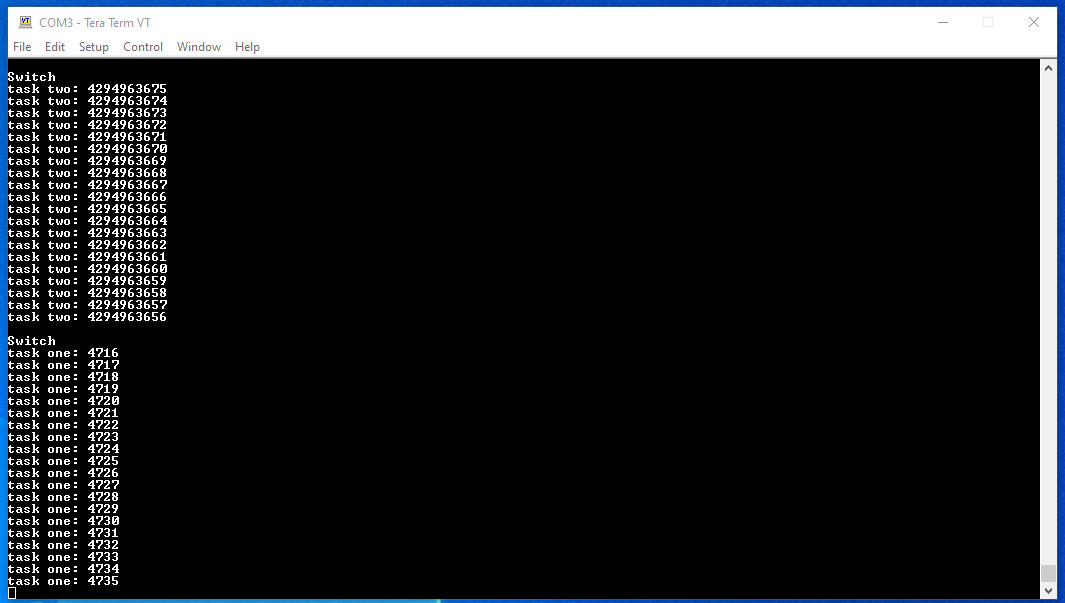 COM3 - Tera Term VT
File Edit Setup Control Window Help
Switch
task two: 4294963675
task two: 4294963674
task two: 4294963673
task two: 4294963672
task two: 4294963671
task two: 4294963670
task two: 4294963669
task two: 4294963668
task two: 4294963667
task two: 4294963666
task two: 4294963665
task two: 4294963664
task two: 4294963663
task two: 4294963662
task two: 4294963661
task two: 4294963660
task two: 4294963659
task two: 4294963658
task two: 4294963657
task two: 4294963656
Switch
task one: 4716
task one: 4717
task one: 4718
task one: 4719
task one: 4720
task one: 4721
task one: 4722
task one: 4723
task one: 4724
task one: 4725
task one: 4726
task one: 4727
task one: 4728
task one: 4729
task one: 4730
task one: 4731
task one: 4732
task one: 4733
task one: 4734
task one: 4735